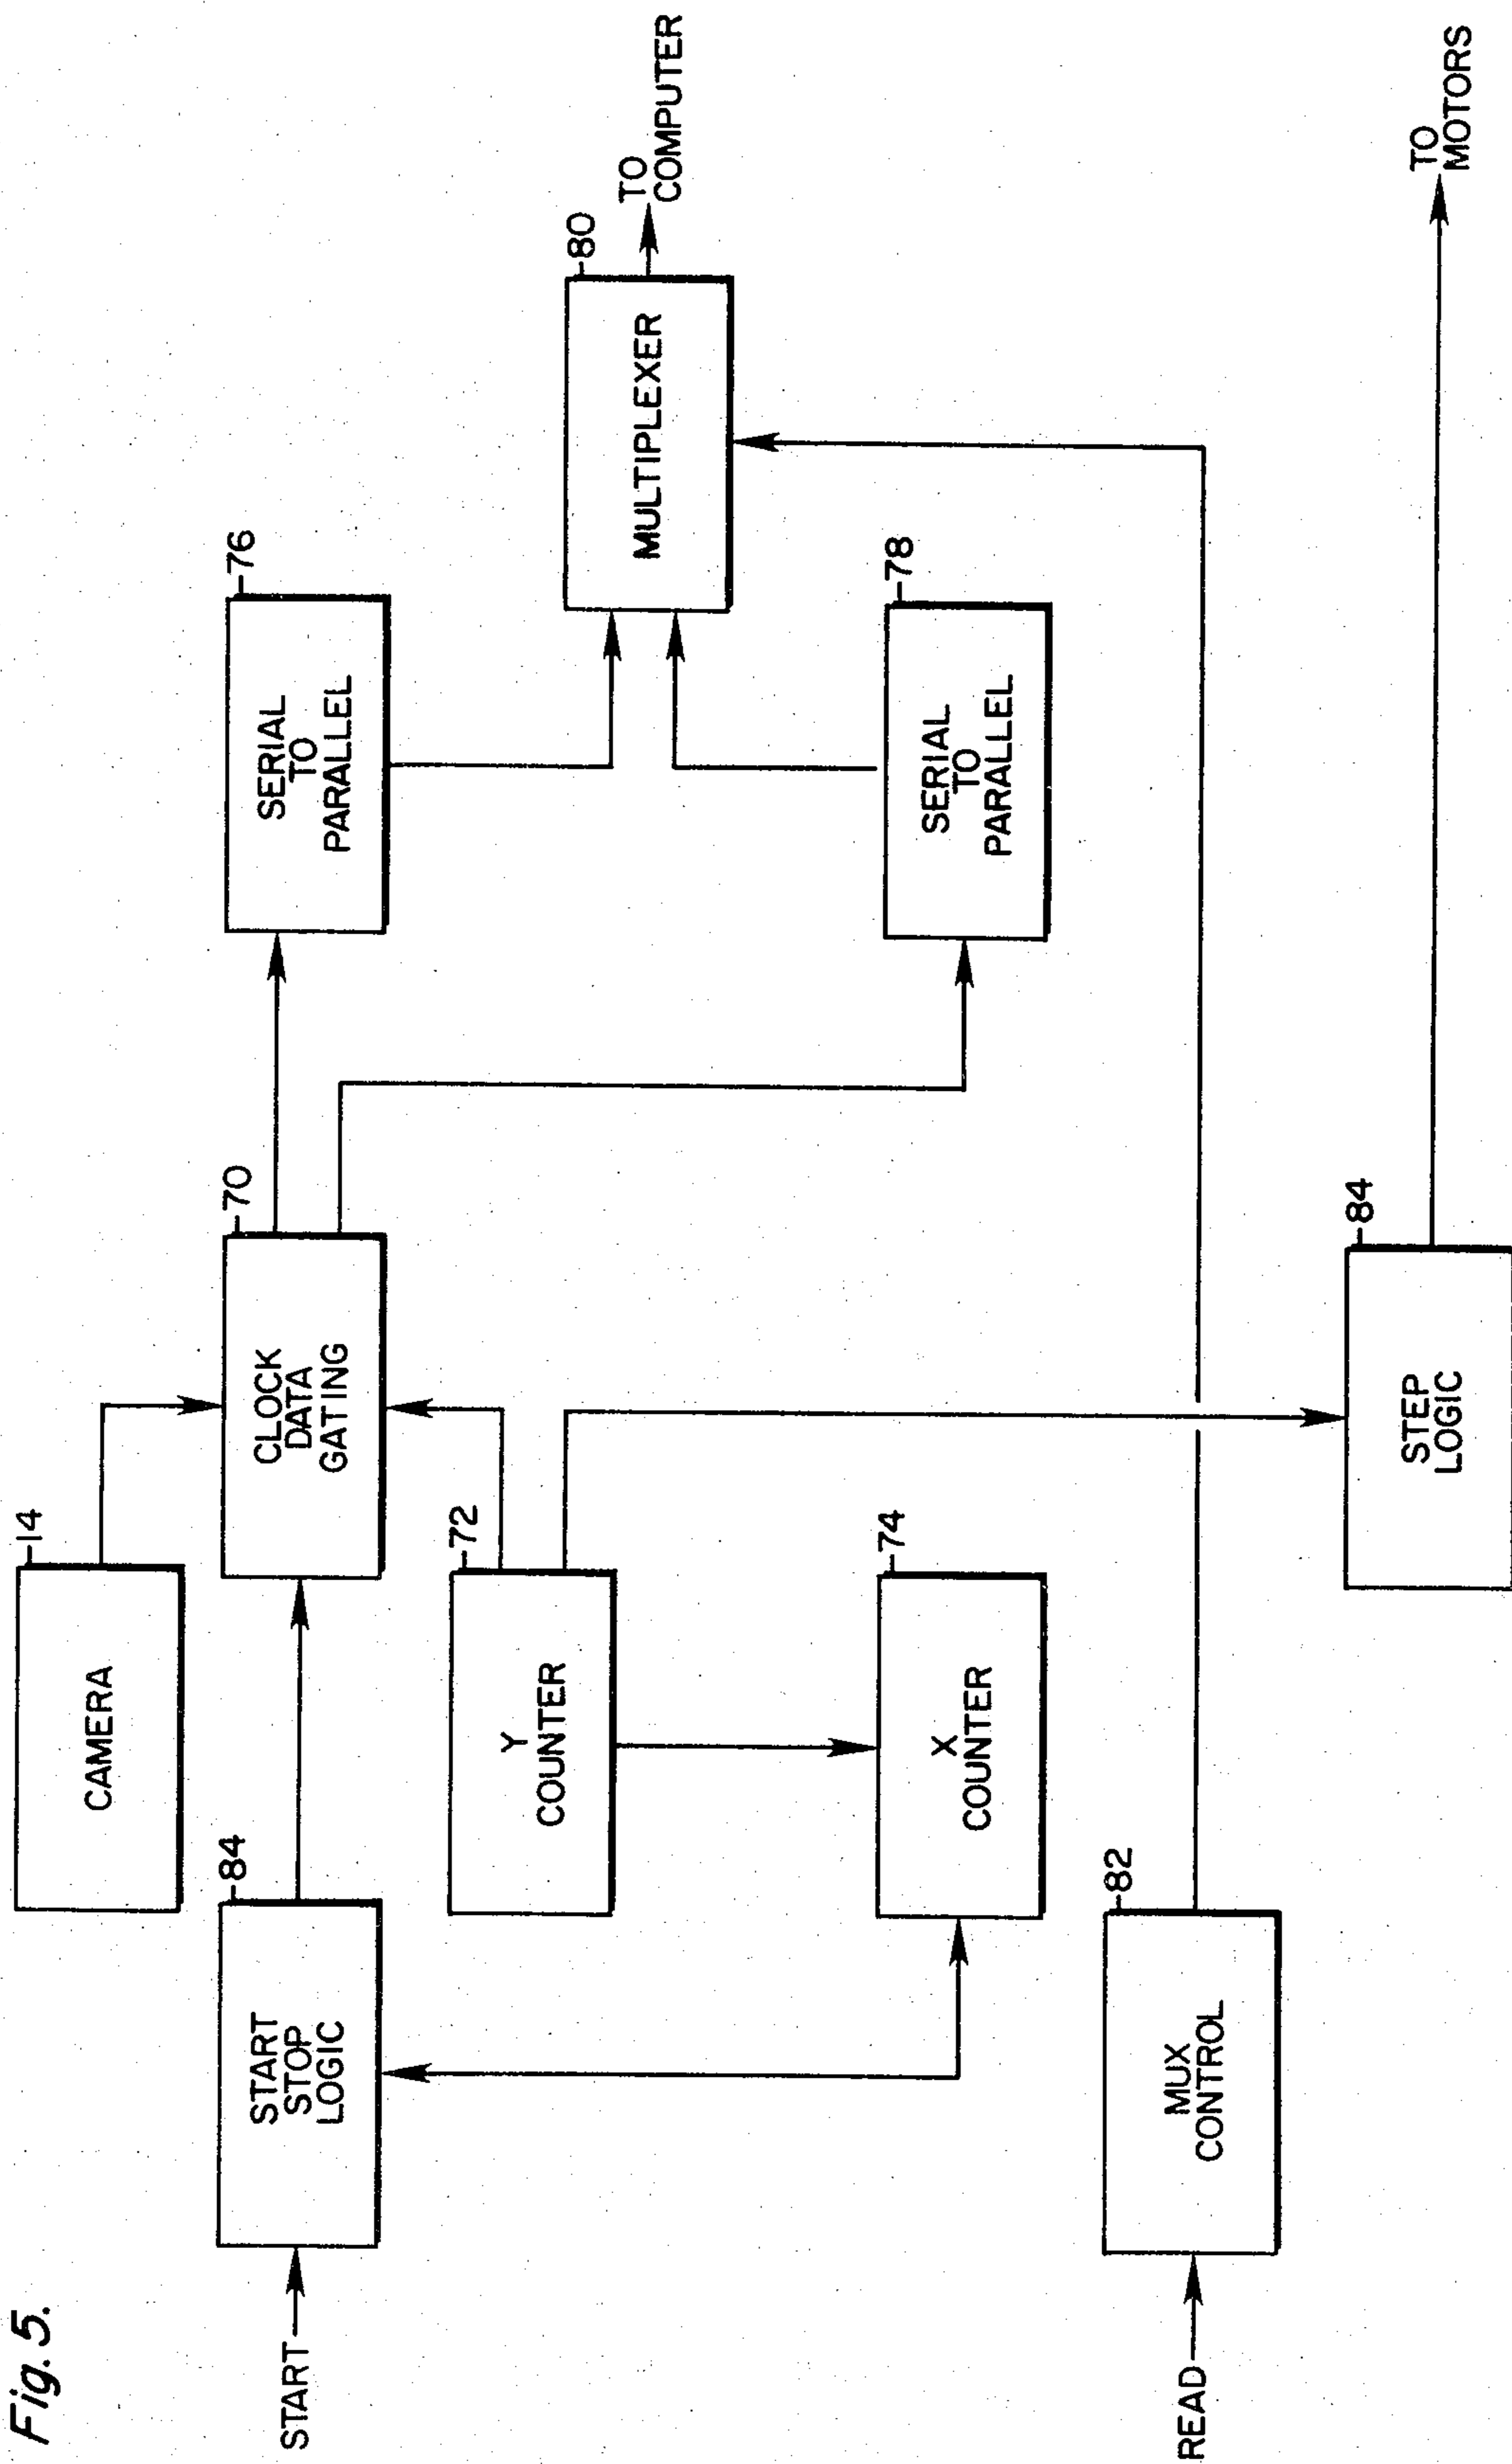 Fig. 5.
CAMERA
14
START
START
STOP
LOGIC
84
CLOCK
DATA
GATING
70
SERIAL
TO
PARALLEL
76
Y
COUNTER
72
MULTIPLEXER
80
TO
COMPUTER
X
COUNTER
74
SERIAL
TO
PARALLEL
78
READ
MUX
CONTROL
82
STEP
LOGIC
84
TO
MOTORS